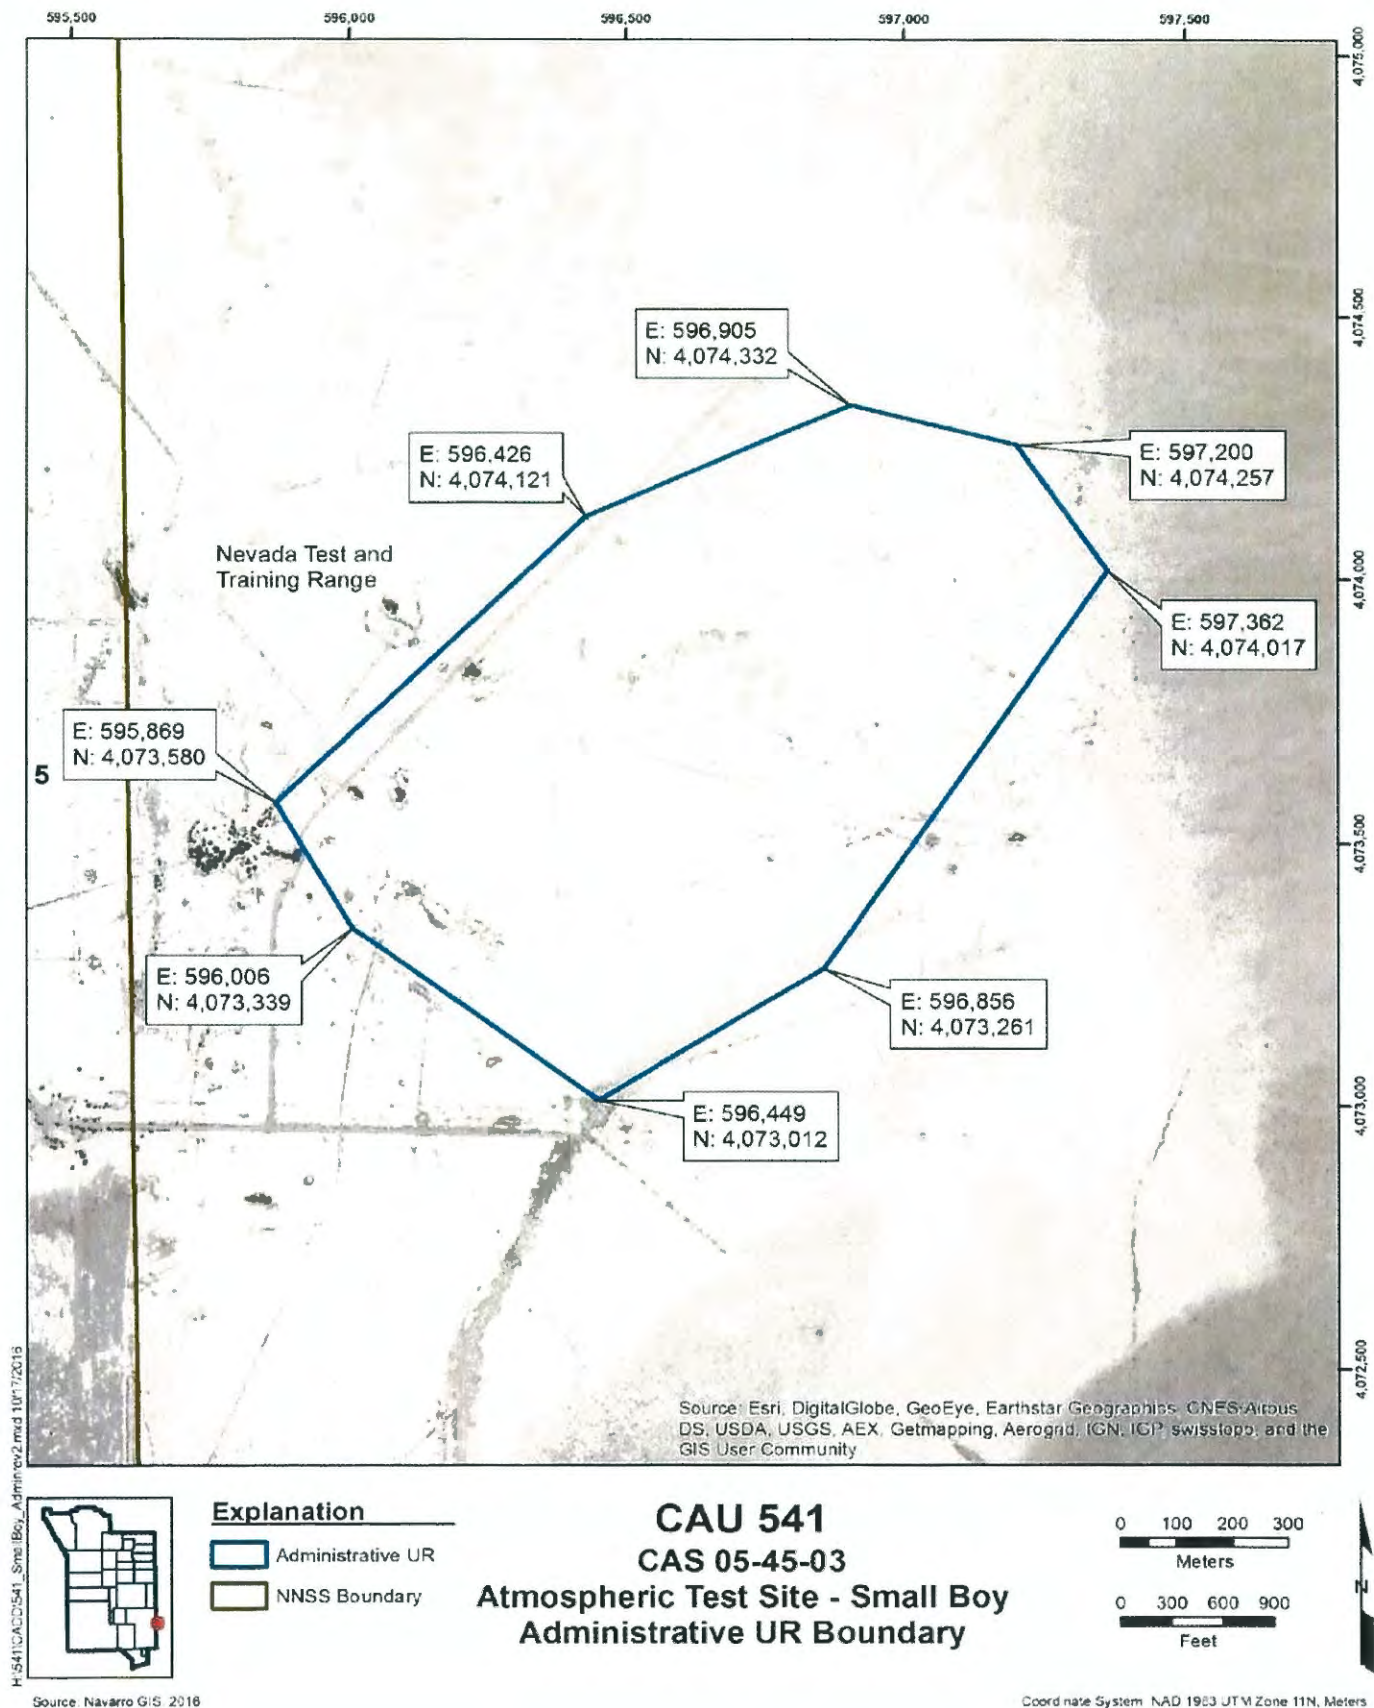 595,500
596,000
596,500
597,000
597,500
4,075,000
4,074,500
4,074,000
4,073,500
4,073,000
4,072,500
E: 596,905
N: 4,074,332
E: 596,426
N: 4,074,121
E: 597,200
N: 4,074,257
Nevada Test and
Training Range
E: 597,362
N: 4,074,017
E: 595,869
N: 4,073,580
5
E: 596,006
N: 4,073,339
E: 596,856
N: 4,073,261
E: 596,449
N: 4,073,012
Source: Esri, DigitalGlobe, GeoEye, Earthstar Geographics, CNES/Airbus
DS, USDA, USGS, AEX, Getmapping, Aerogrid, IGN, IGP, swisstopo, and the
GIS User Community
H:\541\CADD\541_SmallBoy_Adminrev2.mxd 10/17/2016
Explanation
Administrative UR
NNSS Boundary
CAU 541
CAS 05-45-03
Atmospheric Test Site - Small Boy
Administrative UR Boundary
0 100 200 300
Meters
0 300 600 900
Feet
N
Source: Navarro GIS, 2016
Coordinate System: NAD 1983 UTM Zone 11N, Meters